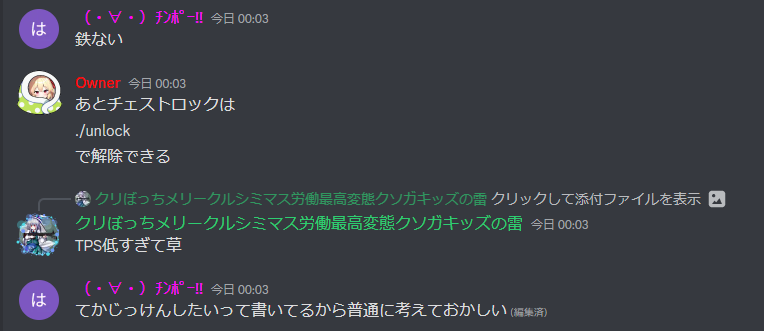 は
（・∀・）ﾁﾝﾎﾟｰ!! 今日 00:03
鉄ない
Owner 今日 00:03
あとチェストロックは
./unlock
で解除できる
クリぼっちメリークルシミマス労働最高変態クソガキッズの雷 クリックして添付ファイルを表示
クリぼっちメリークルシミマス労働最高変態クソガキッズの雷 今日 00:03
TPS低すぎて草
は
（・∀・）ﾁﾝﾎﾟｰ!! 今日 00:03
てかじっけんしたいって書いてるから普通に考えておかしい (編集済)